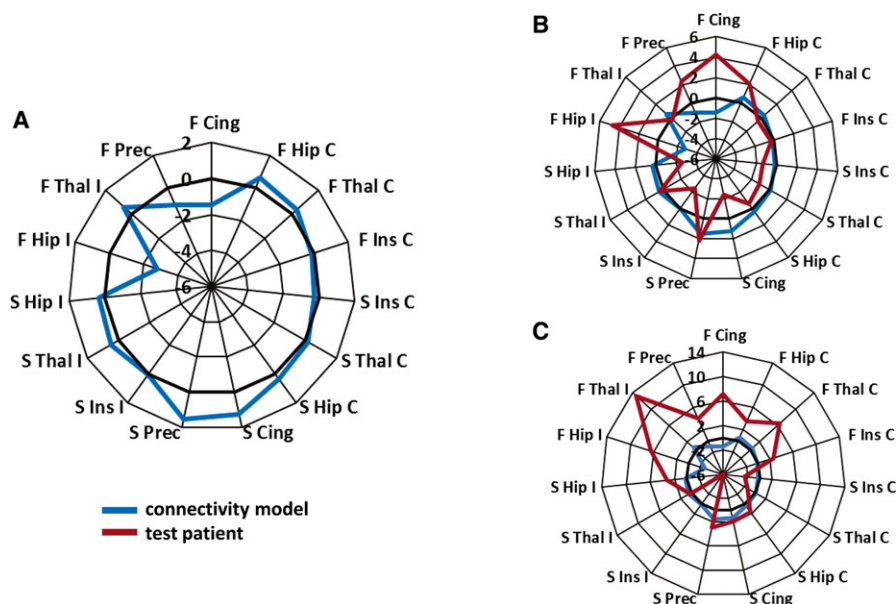 A
F Cing
F Prec
F Hip C
F Thal I
F Thal C
F Hip I
F Ins C
S Hip I
S Ins C
S Thal I
S Thal C
S Ins I
S Hip C
S Prec
S Cing
2
0
-2
-4
-6
connectivity model
test patient
B
F Cing
F Prec
F Hip C
F Thal I
F Thal C
F Hip I
F Ins C
S Hip I
S Ins C
S Thal I
S Thal C
S Ins I
S Hip C
S Prec
S Cing
6
4
2
0
-2
-4
-6
C
F Cing
F Prec
F Hip C
F Thal I
F Thal C
F Hip I
F Ins C
S Hip I
S Ins C
S Thal I
S Thal C
S Ins I
S Hip C
S Prec
S Cing
14
10
6
2
-6